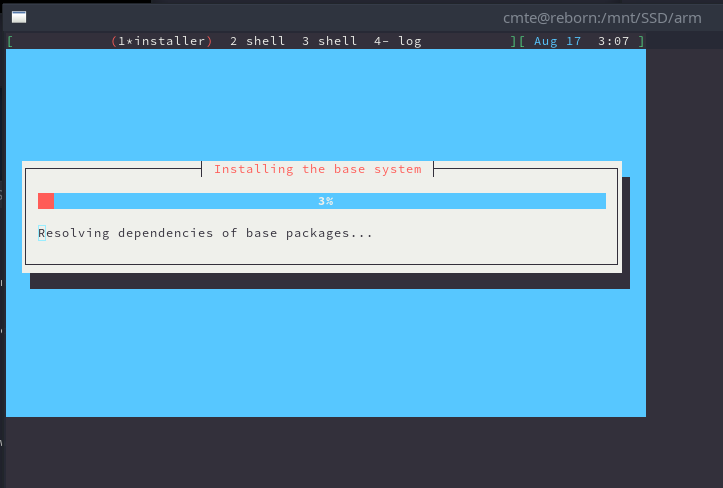 cmte@reborn:/mnt/SSD/arm
[ (1*installer) 2 shell 3 shell 4- log ][ Aug 17 3:07 ]
Installing the base system
3%
Resolving dependencies of base packages...